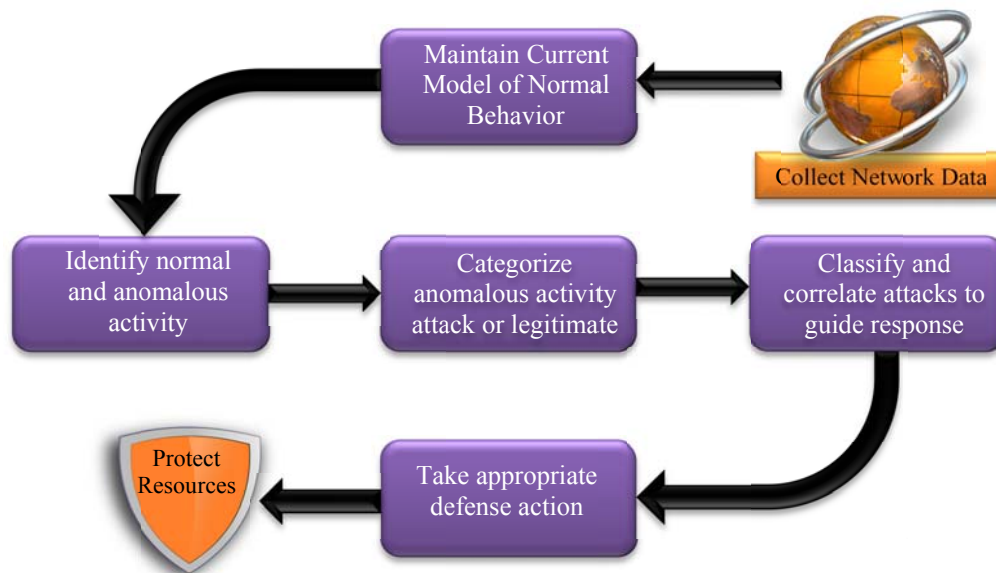 Maintain Current
Model of Normal
Behavior
Collect Network Data
Identify normal
and anomalous
activity
Categorize
anomalous activity
attack or legitimate
Classify and
correlate attacks to
guide response
Take appropriate
defense action
Protect
Resources